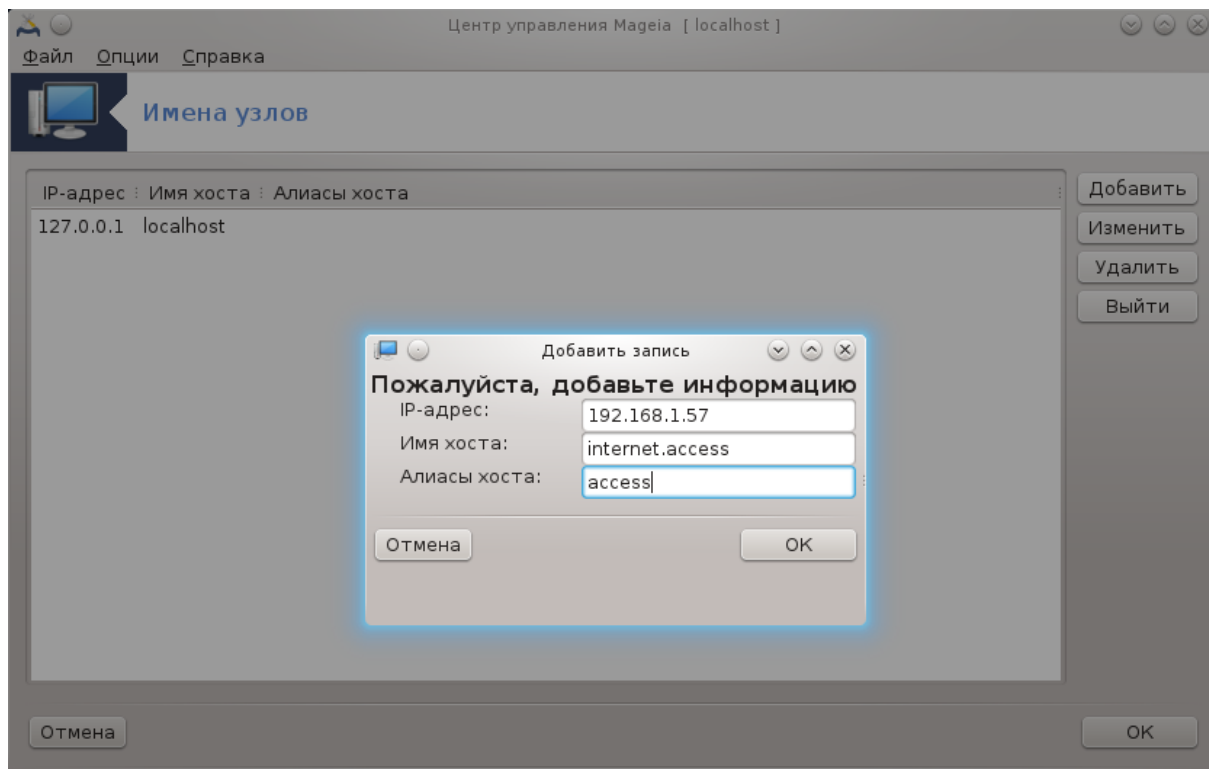 Центр управления Mageia [ localhost ]
Файл Опции Справка
Имена узлов
IP-адрес Имя хоста Алиасы хоста
127.0.0.1 localhost
Добавить
Изменить
Удалить
Выйти
Добавить запись
Пожалуйста, добавьте информацию
IP-адрес: 192.168.1.57
Имя хоста: internet.access
Алиасы хоста: access
Отмена OK
Отмена OK